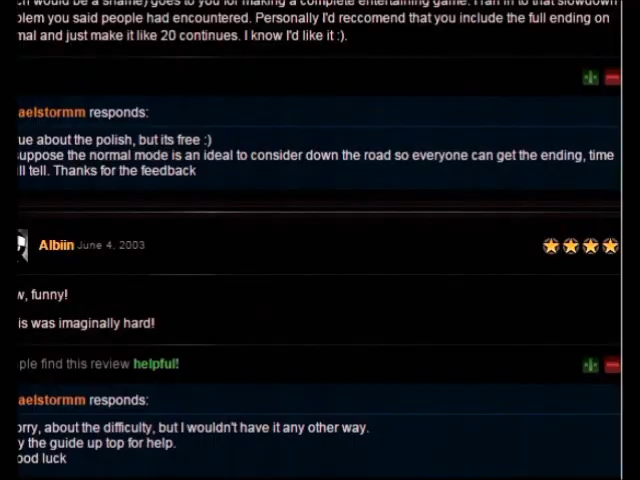 would be a shame) goes to you for making a complete entertaining game. I ran in to that slowdown
olem you said people had encountered. Personally I'd reccomend that you include the full ending on
mal and just make it like 20 continues. I know I'd like it :).
aelstormm responds:
ue about the polish, but its free :)
uppose the normal mode is an ideal to consider down the road so everyone can get the ending, time
ll tell. Thanks for the feedback
Albiin June 4, 2003
w, funny!
is was imaginally hard!
ple find this review helpful!
aelstormm responds:
orry, about the difficulty, but I wouldn't have it any other way.
y the guide up top for help.
ood luck